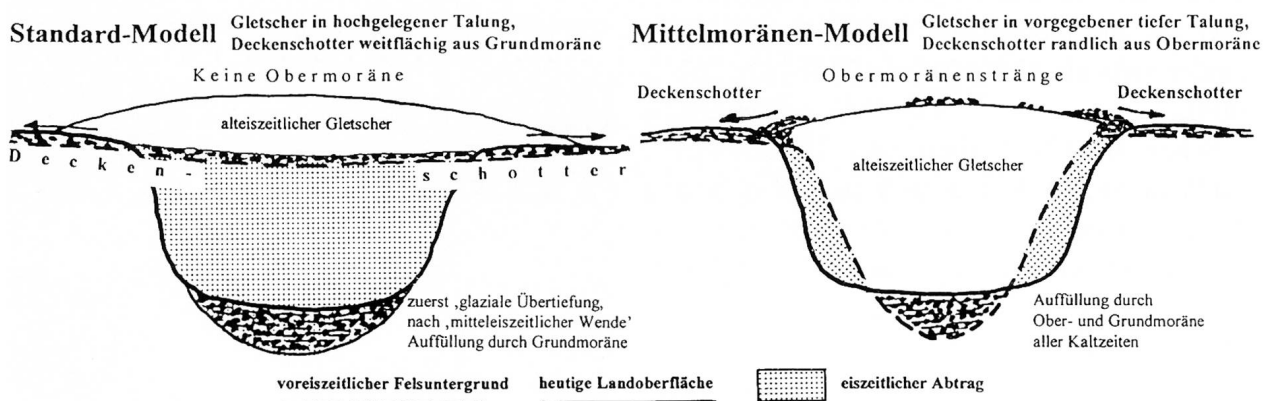 Standard-Modell
Gletscher in hochgelegener Talung,
Deckenschotter weitflächig aus Grundmoräne
Keine Obermoräne
alteiszeitlicher Gletscher
Decken-
schotter
zuerst ‚glaziale Übertiefung,
nach ‚mitteleiszeitlicher Wende’
Auffüllung durch Grundmoräne
Mittelmoränen-Modell
Gletscher in vorgegebener tiefer Talung,
Deckenschotter randlich aus Obermoräne
Obermoränenstränge
Deckenschotter
Deckenschotter
alteiszeitlicher Gletscher
Auffüllung durch
Ober- und Grundmoräne
aller Kaltzeiten
voreiszeitlicher Felsuntergrund
heutige Landoberfläche
eiszeitlicher Abtrag